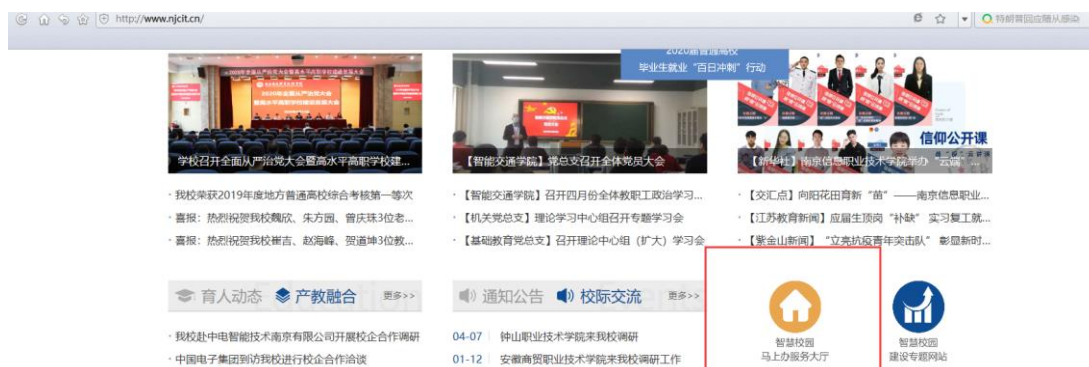 http://www.njcit.cn/
特朗普回应随从感染
2020届普通高校
毕业生就业“百日冲刺”行动
信仰公开课
学校召开全面从严治党大会暨高水平高职学校建...
【智能交通学院】党总支召开全体党员大会
【新华社】南京信息职业技术学院举办“云端”...
· 我校荣获2019年度地方普通高校综合考核第一等次
· 喜报：热烈祝贺我校魏欣、朱方园、曾庆珠3位老...
· 喜报：热烈祝贺我校崔吉、赵海峰、贺道坤3位教...
· 【智能交通学院】召开四月份全体教职工政治学习...
· 【机关党总支】理论学习中心组召开专题学习会
· 【基础教育党总支】召开理论中心组（扩大）学习会
· 【交汇点】向阳花田育新“苗”——南京信息职业...
· 【江苏教育新闻】应届生顶岗“补缺” 实习复工就...
· 【紫金山新闻】“立亮抗疫青年突击队” 彰显新时...
育人动态 产教融合 更多>>
· 我校赴中电智能技术南京有限公司开展校企合作调研
· 中国电子集团到访我校进行校企合作洽谈
通知公告 校际交流 更多>>
04-07 钟山职业技术学院来我校调研
01-12 安徽商贸职业技术学院来我校调研工作
智慧校园
马上办服务大厅
智慧校园
建设专题网站